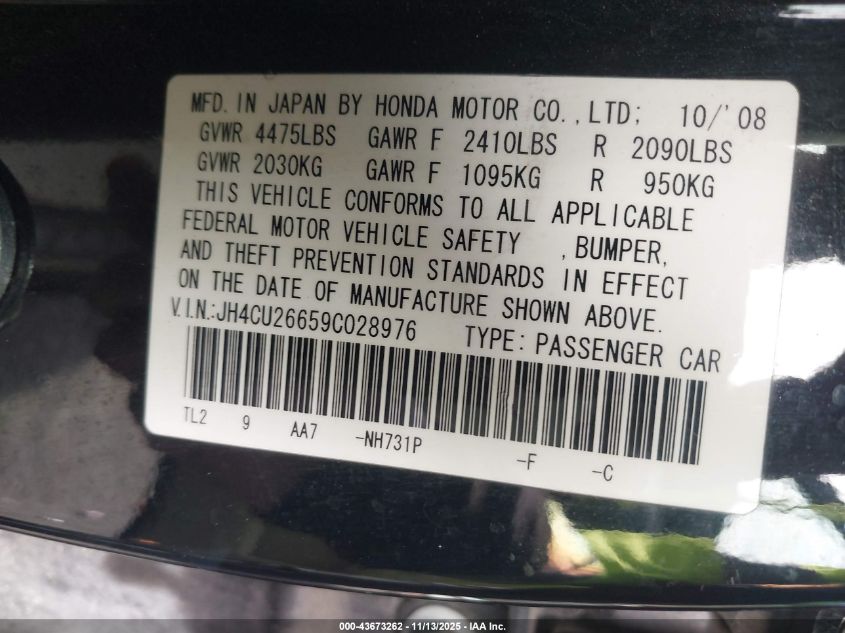 MFD. IN JAPAN BY HONDA MOTOR CO.,LTD; 10/'08
GVWR 4475LBS GAWR F 2410LBS R 2090LBS
GVWR 2030KG GAWR F 1095KG R 950KG
THIS VEHICLE CONFORMS TO ALL APPLICABLE
FEDERAL MOTOR VEHICLE SAFETY ,BUMPER,
AND THEFT PREVENTION STANDARDS IN EFFECT
ON THE DATE OF MANUFACTURE SHOWN ABOVE.
V.I.N.:JH4CU26659C028976 TYPE: PASSENGER CAR
TL2 9 AA7 -NH731P -F -C
000-43673262 - 11/13/2025 - IAA Inc.